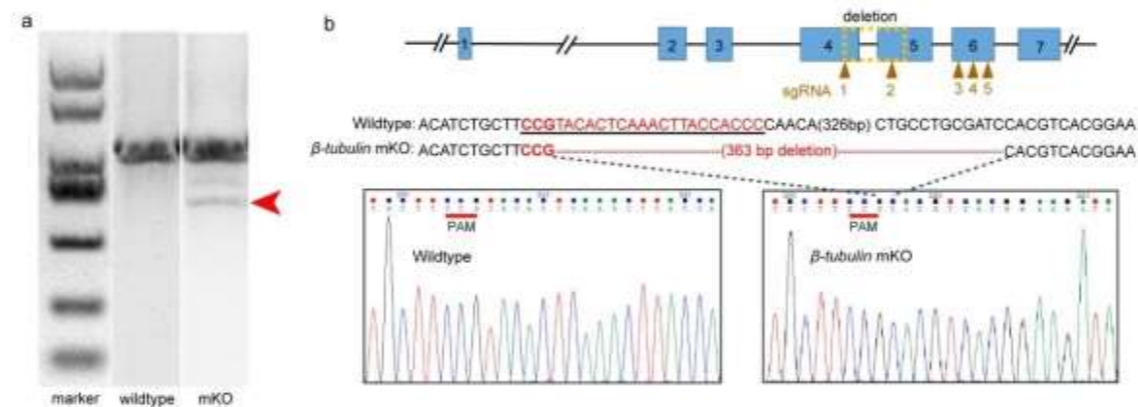 a
marker wildtype mKO
b
deletion
1 2 3 4 5 6 7
sgRNA 1 2 3 4 5
Wildtype: ACATCTGCTTCCGTACACTCAAACTTACCACCCCAACA(326bp) CTGCCTGCGATCCACGTCACGGAA
β-tubulin mKO: ACATCTGCTTCCG (363 bp deletion) CACGTCACGGAA
PAM
Wildtype
PAM
β-tubulin mKO